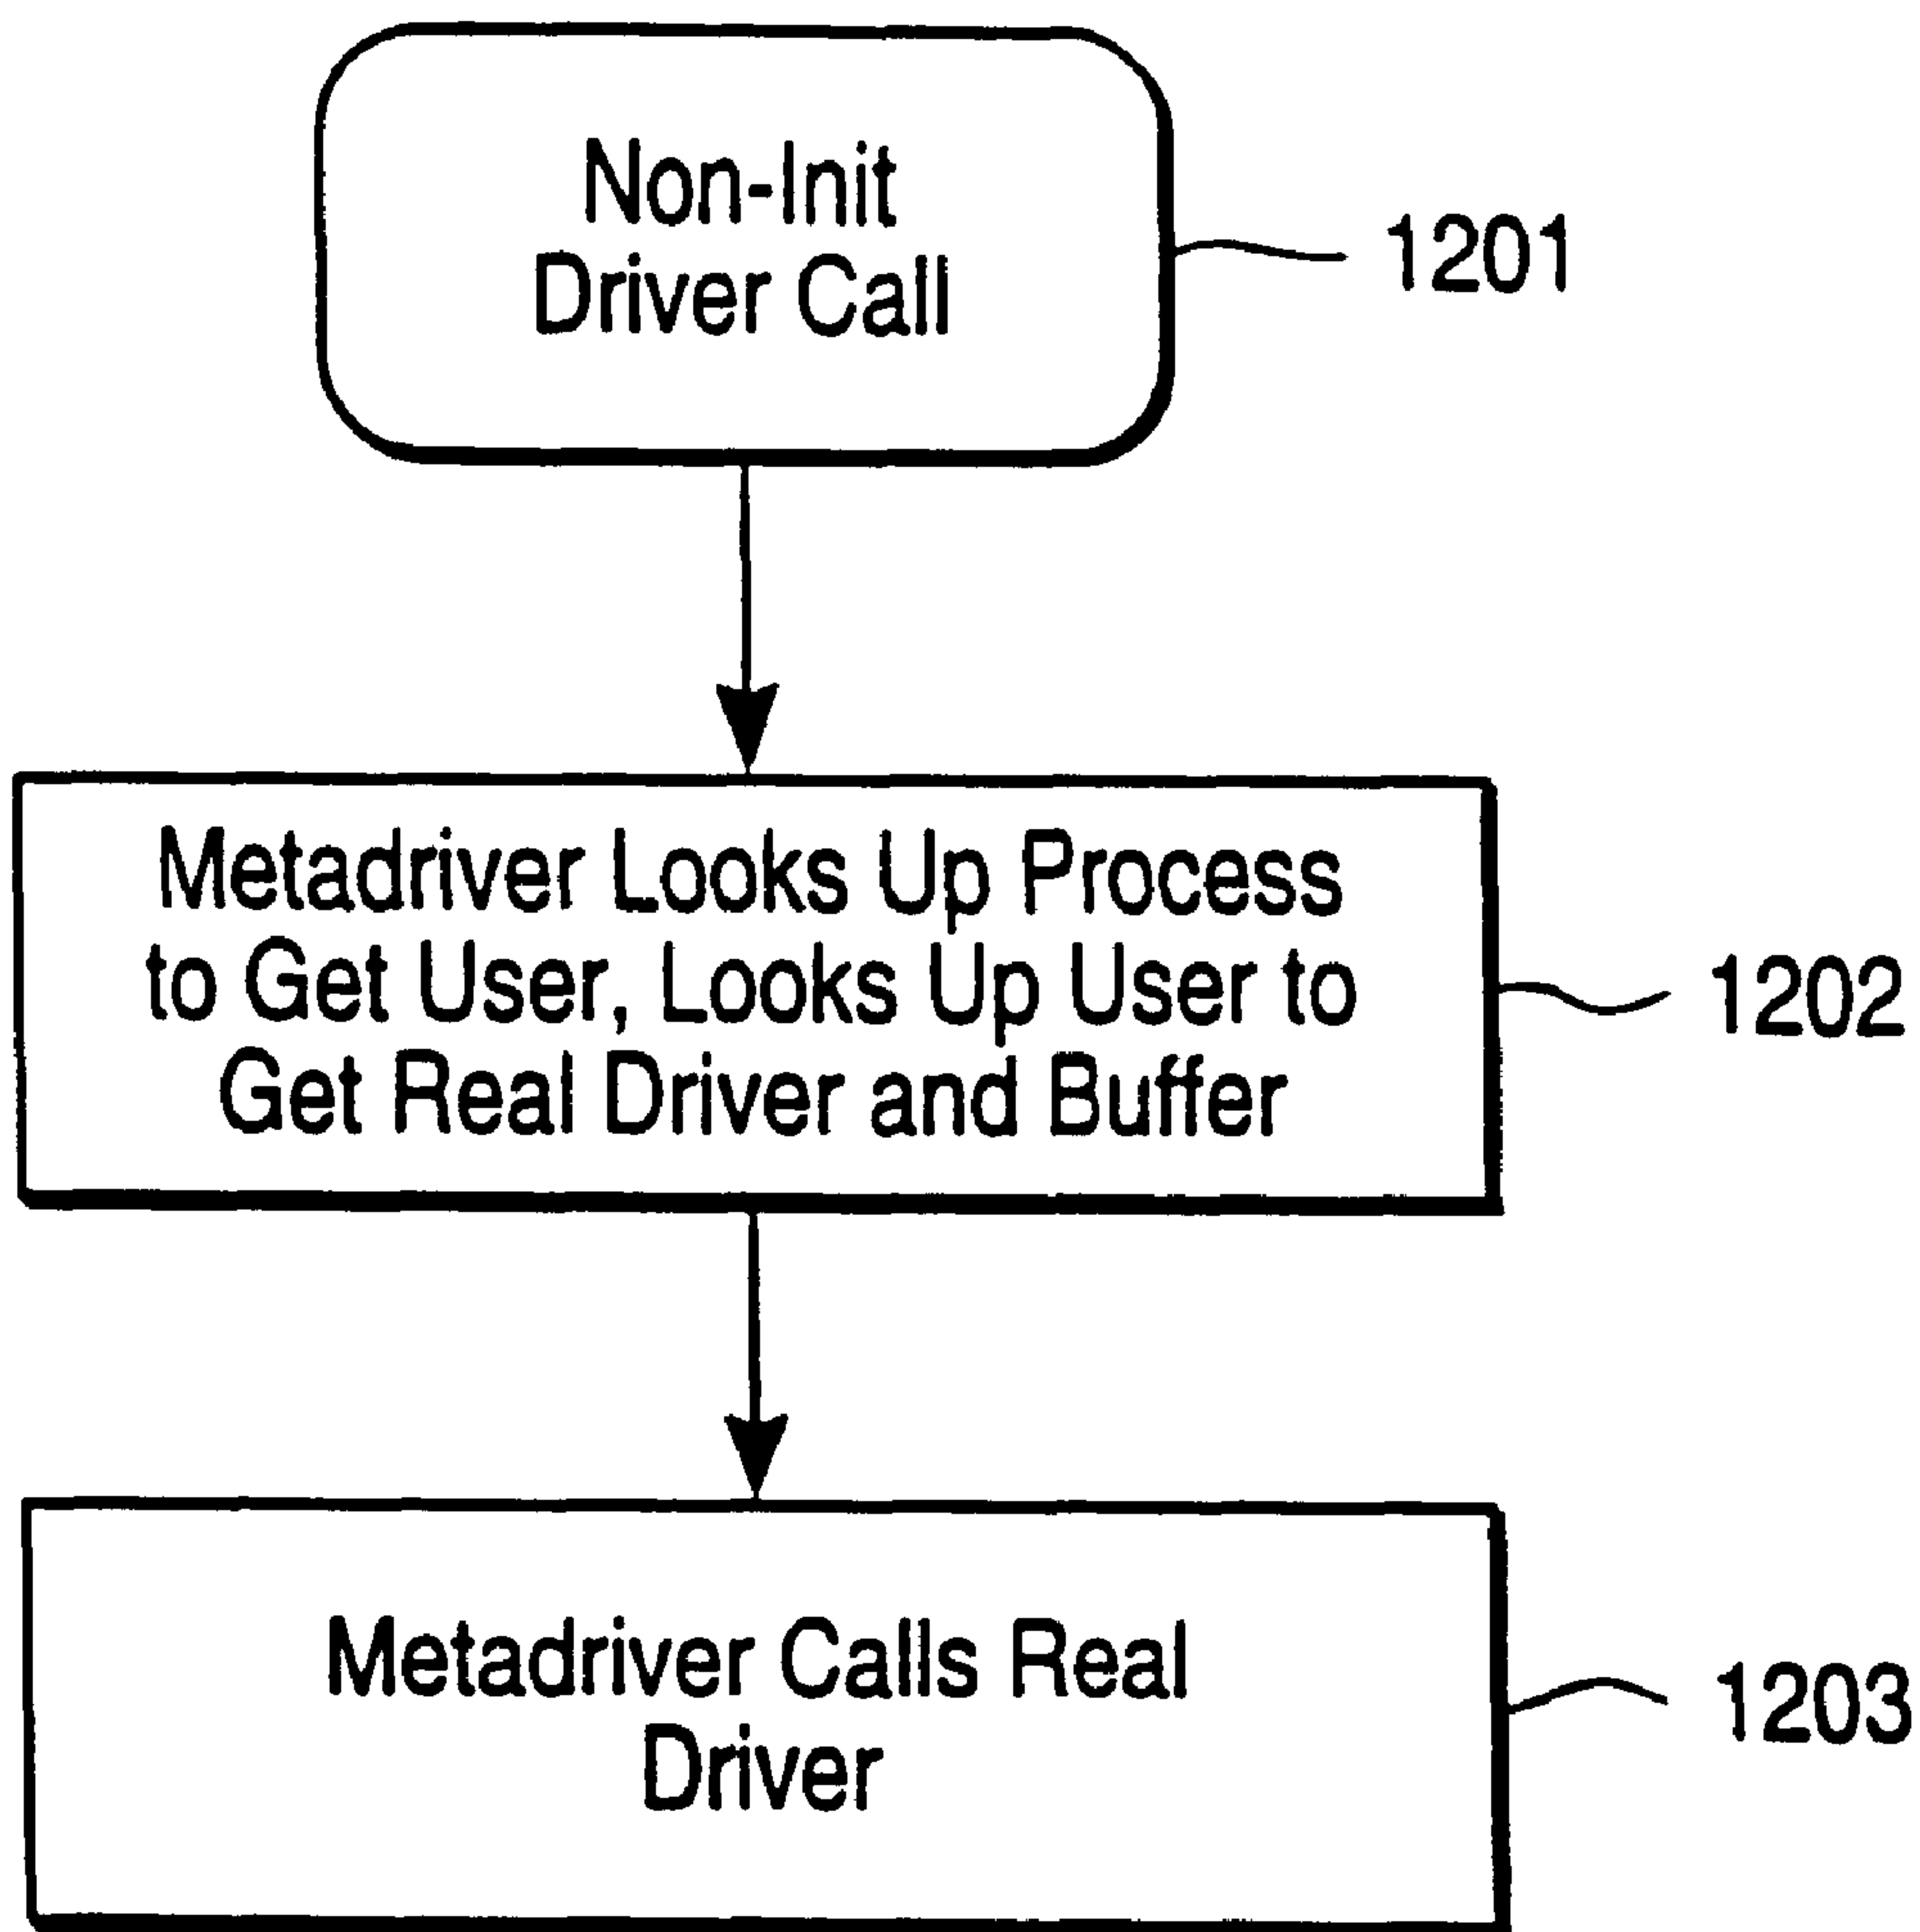 Non-Init
Driver Call
1201
Metadriver Looks Up Process
to Get User, Looks Up User to
Get Real Driver and Buffer
1202
Metadriver Calls Real
Driver
1203